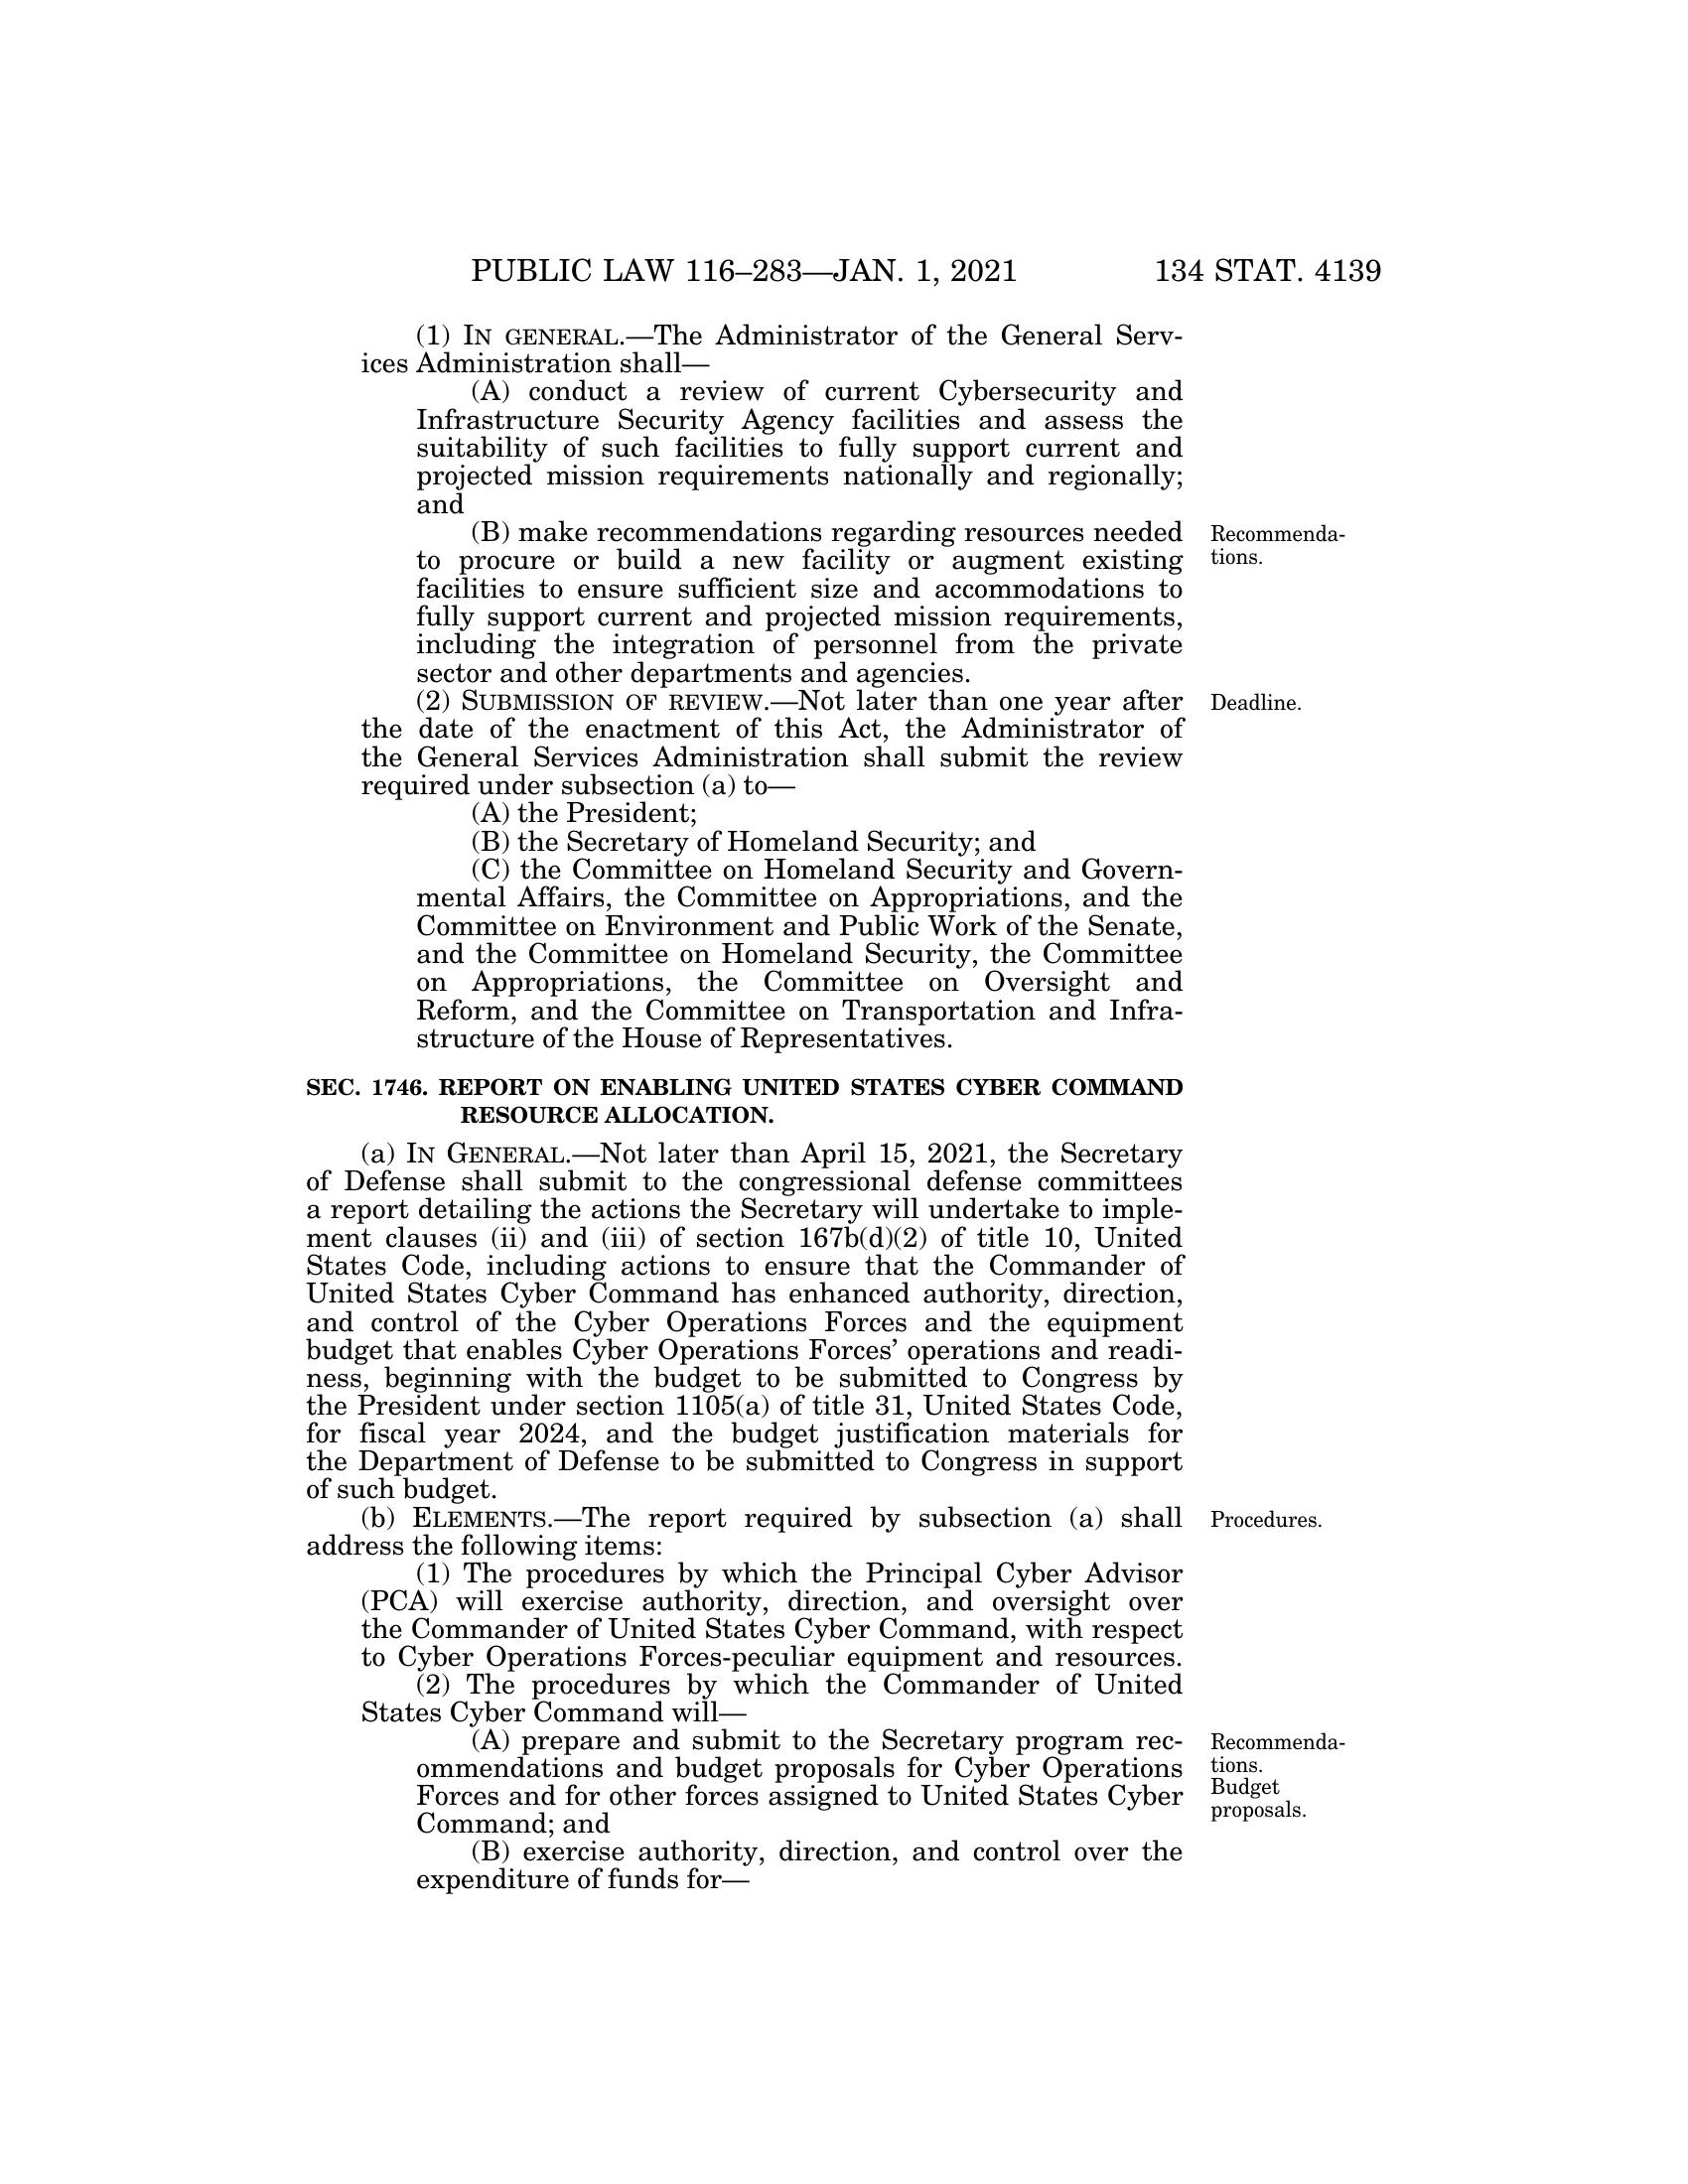 PUBLIC LAW 116–283—JAN. 1, 2021 134 STAT. 4139
(1) IN GENERAL.—The Administrator of the General Serv-
ices Administration shall—
(A) conduct a review of current Cybersecurity and
Infrastructure Security Agency facilities and assess the
suitability of such facilities to fully support current and
projected mission requirements nationally and regionally;
and
(B) make recommendations regarding resources needed
to procure or build a new facility or augment existing
facilities to ensure sufficient size and accommodations to
fully support current and projected mission requirements,
including the integration of personnel from the private
sector and other departments and agencies.
Recommenda-
tions.
(2) SUBMISSION OF REVIEW.—Not later than one year after
the date of the enactment of this Act, the Administrator of
the General Services Administration shall submit the review
required under subsection (a) to—
Deadline.
(A) the President;
(B) the Secretary of Homeland Security; and
(C) the Committee on Homeland Security and Govern-
mental Affairs, the Committee on Appropriations, and the
Committee on Environment and Public Work of the Senate,
and the Committee on Homeland Security, the Committee
on Appropriations, the Committee on Oversight and
Reform, and the Committee on Transportation and Infra-
structure of the House of Representatives.
SEC. 1746. REPORT ON ENABLING UNITED STATES CYBER COMMAND
RESOURCE ALLOCATION.
(a) IN GENERAL.—Not later than April 15, 2021, the Secretary
of Defense shall submit to the congressional defense committees
a report detailing the actions the Secretary will undertake to imple-
ment clauses (ii) and (iii) of section 167b(d)(2) of title 10, United
States Code, including actions to ensure that the Commander of
United States Cyber Command has enhanced authority, direction,
and control of the Cyber Operations Forces and the equipment
budget that enables Cyber Operations Forces’ operations and readi-
ness, beginning with the budget to be submitted to Congress by
the President under section 1105(a) of title 31, United States Code,
for fiscal year 2024, and the budget justification materials for
the Department of Defense to be submitted to Congress in support
of such budget.
(b) ELEMENTS.—The report required by subsection (a) shall
address the following items:
Procedures.
(1) The procedures by which the Principal Cyber Advisor
(PCA) will exercise authority, direction, and oversight over
the Commander of United States Cyber Command, with respect
to Cyber Operations Forces-peculiar equipment and resources.
(2) The procedures by which the Commander of United
States Cyber Command will—
(A) prepare and submit to the Secretary program rec-
ommendations and budget proposals for Cyber Operations
Forces and for other forces assigned to United States Cyber
Command; and
Recommenda-
tions.
Budget
proposals.
(B) exercise authority, direction, and control over the
expenditure of funds for—